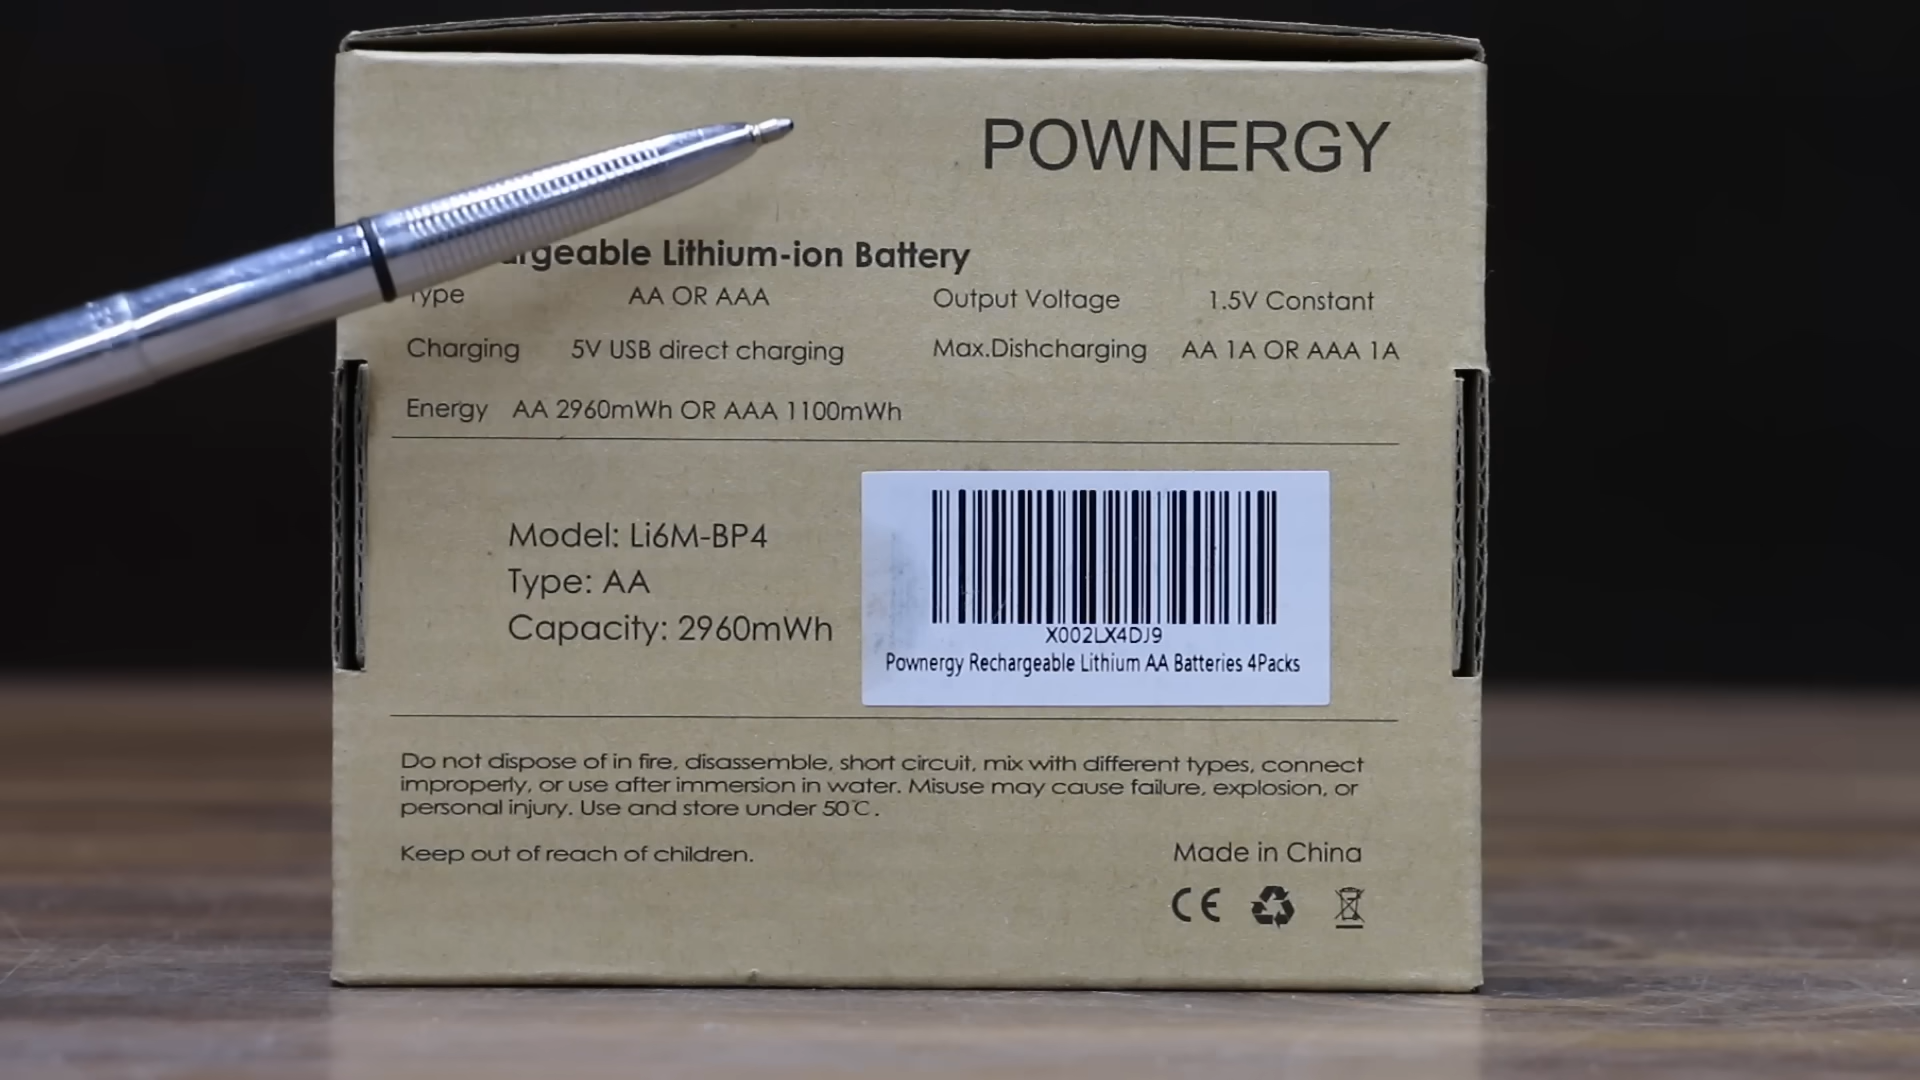 POWNERGY
Lithium-ion Battery
Type AA OR AAA Output Voltage 1.5V Constant
Charging 5V USB direct charging Max.Dishcharging AA 1A OR AAA 1A
Energy AA 2960mWh OR AAA 1100mWh
Model: Li6M-BP4
Type: AA
Capacity: 2960mWh
X002LX4DJ9
Pownergy Rechargeable Lithium AA Batteries 4Packs
Do not dispose of in fire, disassemble, short circuit, mix with different types, connect
improperty, or use after immersion in water. Misuse may cause failure, explosion, or
personal injury. Use and store under 50°C.
Keep out of reach of children.
Made in China
CE